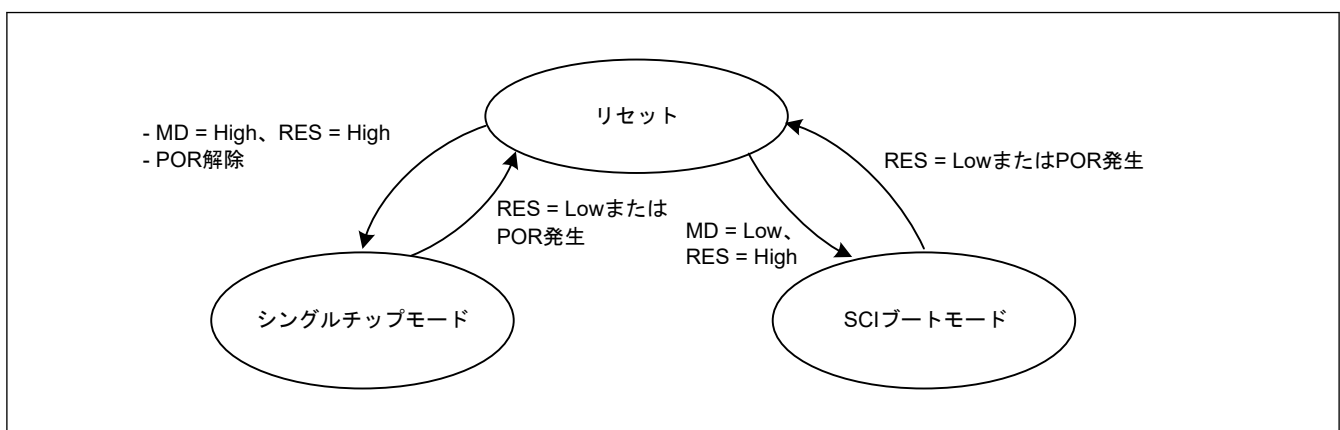 リセット
- MD = High、RES = High
- POR解除
RES = LowまたはPOR発生
RES = Lowまたは
POR発生
MD = Low、
RES = High
シングルチップモード
SCIブートモード